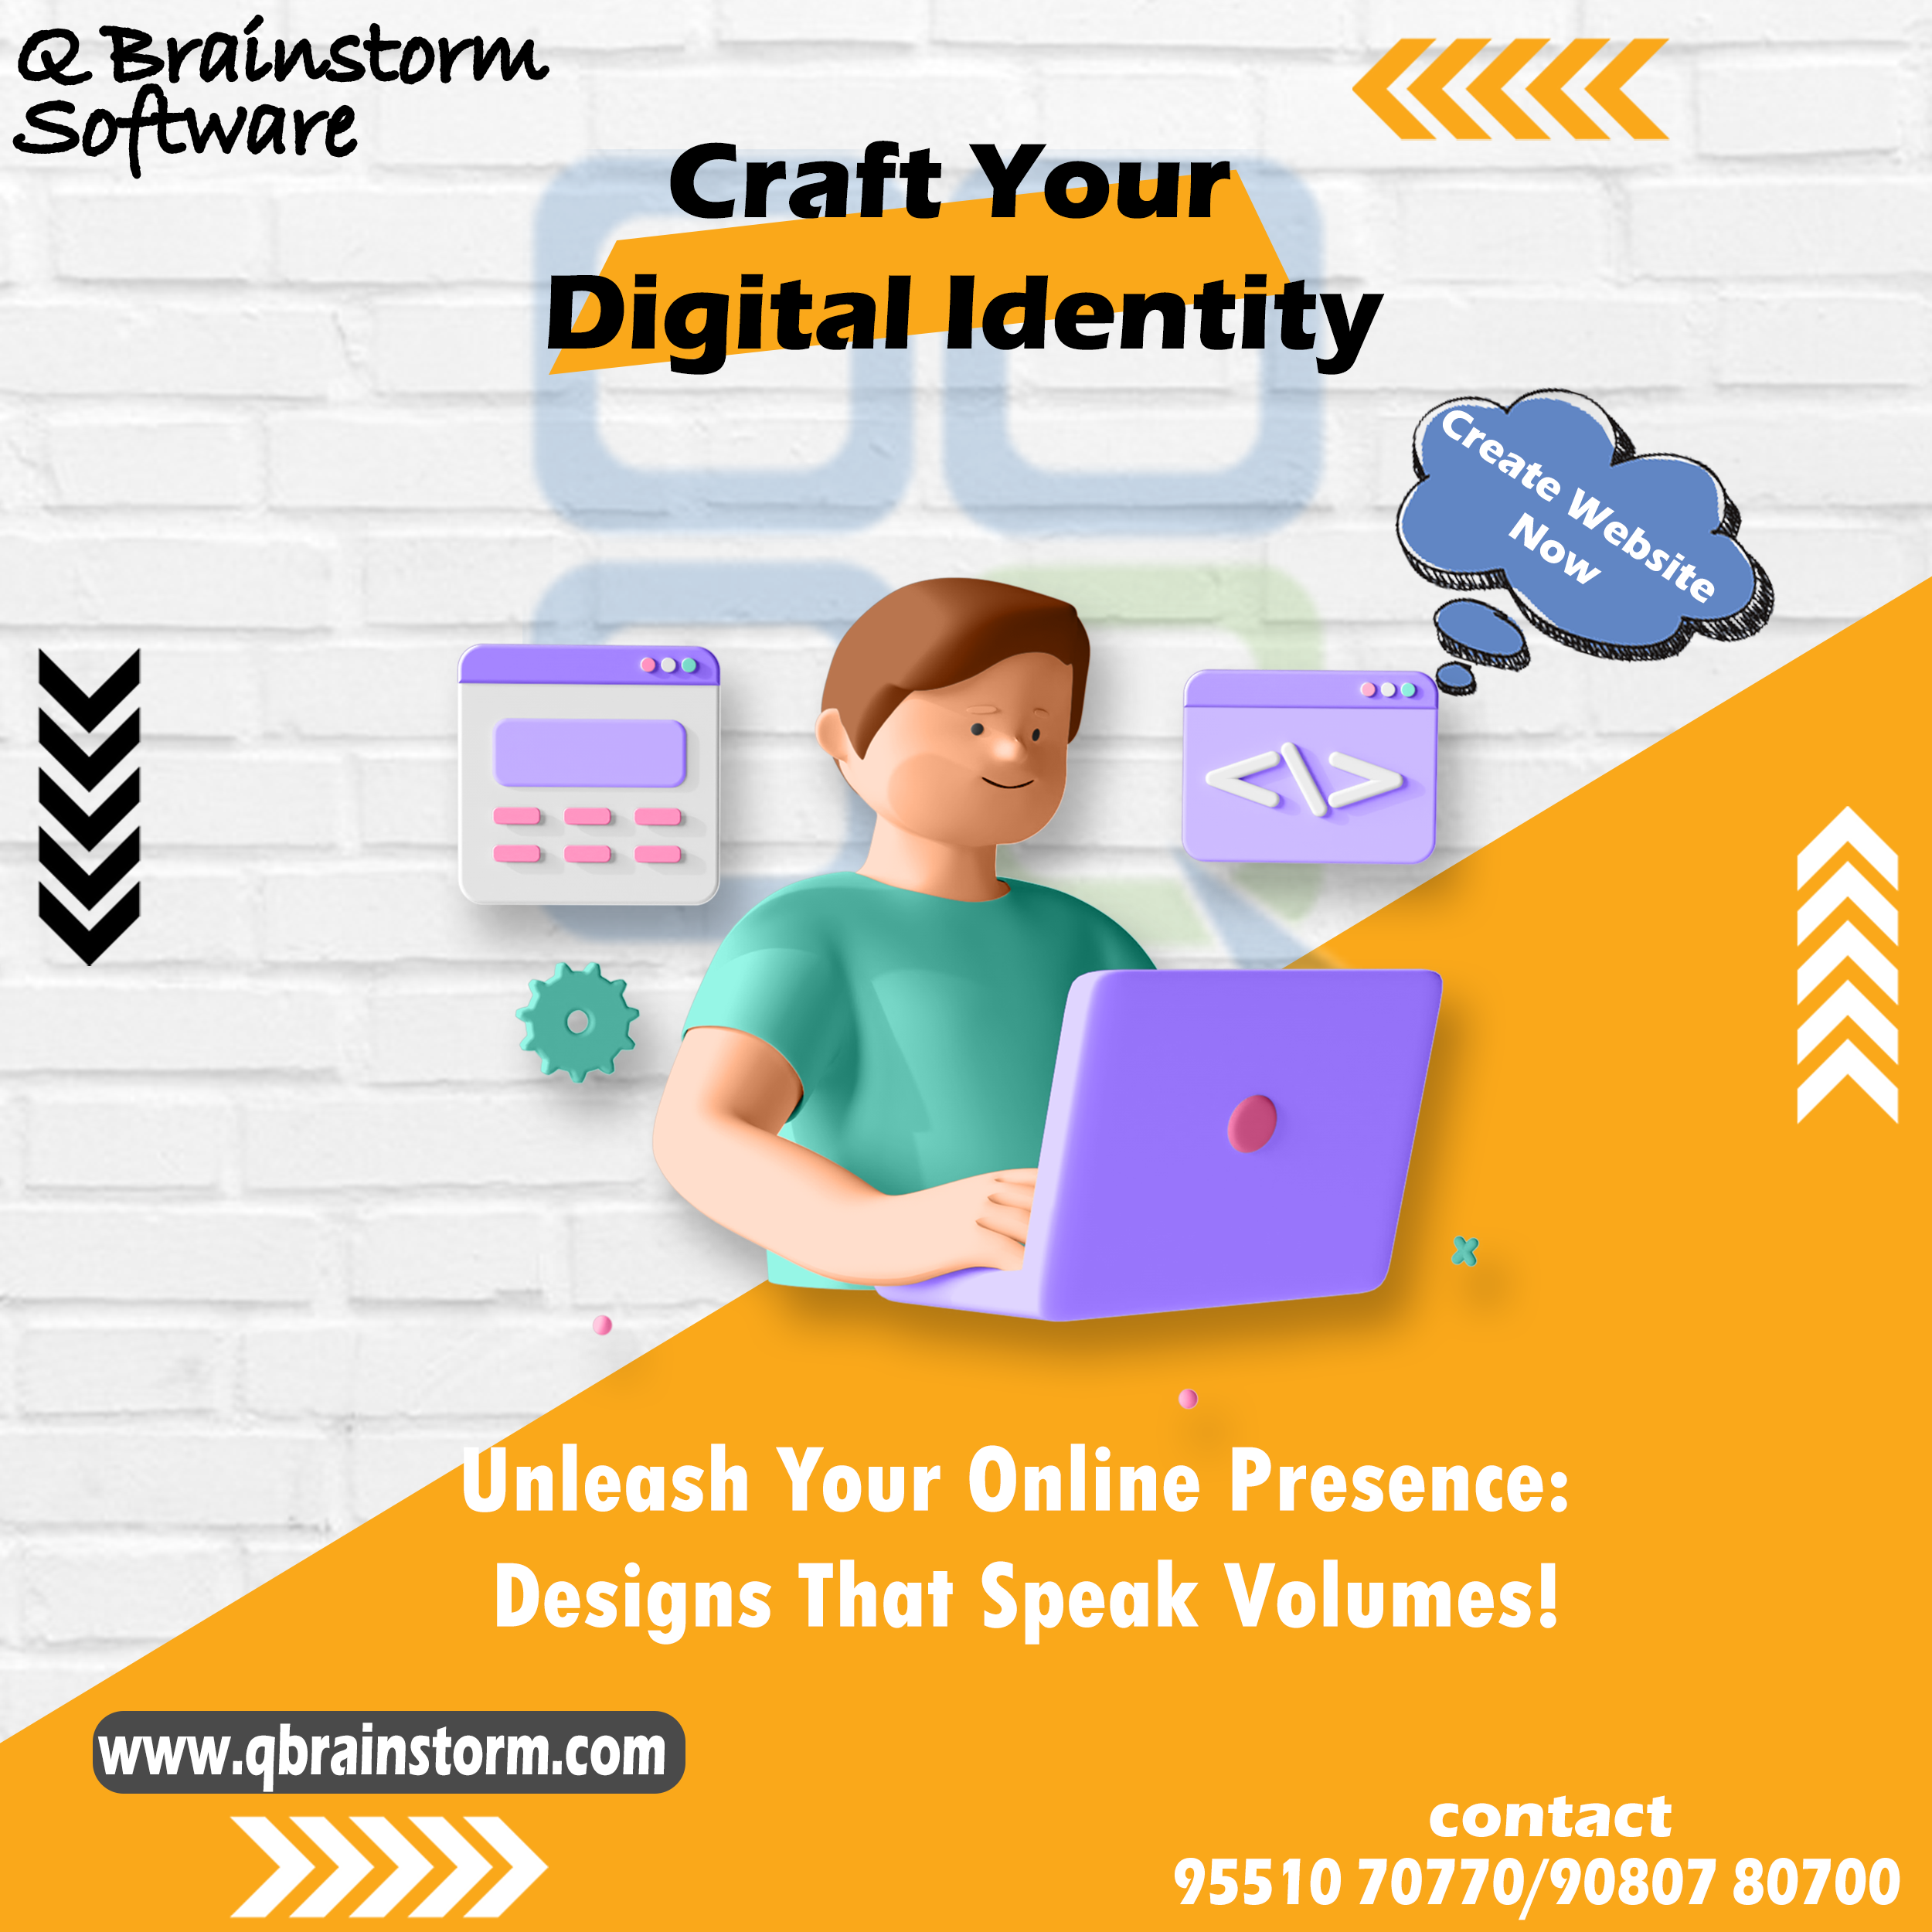 Q Brainstorm
Software
Craft Your
Digital Identity
Create Website
Now
<\>
Unleash Your Online Presence:
Designs That Speak Volumes!
www.qbrainstorm.com
contact
95510 70770/90807 80700